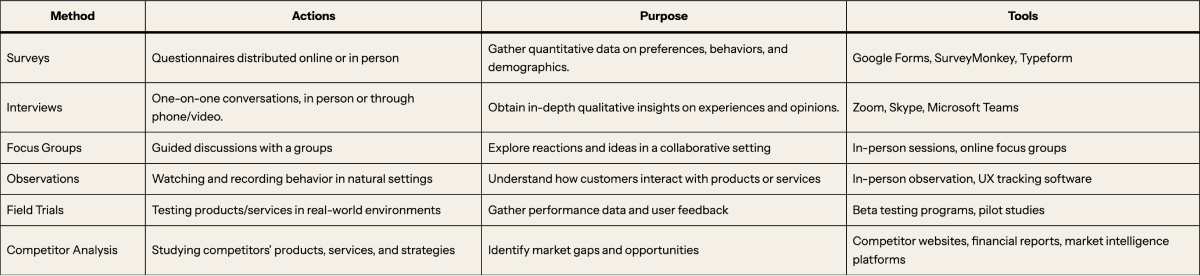 Method Actions Purpose Tools
Surveys Questionnaires distributed online or in person Gather quantitative data on preferences, behaviors, and
demographics. Google Forms, SurveyMonkey, Typeform
Interviews One-on-one conversations, in person or through
phone/video. Obtain in-depth qualitative insights on experiences and opinions. Zoom, Skype, Microsoft Teams
Focus Groups Guided discussions with a groups Explore reactions and ideas in a collaborative setting In-person sessions, online focus groups
Observations Watching and recording behavior in natural settings Understand how customers interact with products or services In-person observation, UX tracking software
Field Trials Testing products/services in real-world environments Gather performance data and user feedback Beta testing programs, pilot studies
Competitor Analysis Studying competitors' products, services, and strategies Identify market gaps and opportunities Competitor websites, financial reports, market intelligence
platforms